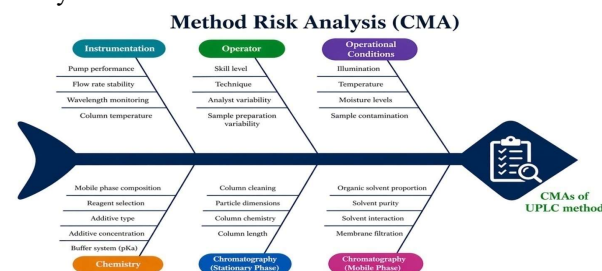 Method Risk Analysis (CMA)
Instrumentation
Pump performance
Flow rate stability
Wavelength monitoring
Column temperature
Operator
Skill level
Technique
Analyst variability
Sample preparation
variability
Operational
Conditions
Illumination
Temperature
Moisture levels
Sample contamination
CMAs of
UPLC method
Mobile phase composition
Reagent selection
Additive type
Additive concentration
Buffer system (pKa)
Chemistry
Column cleaning
Particle dimensions
Column chemistry
Column length
Chromatography
(Stationary Phase)
Organic solvent proportion
Solvent purity
Solvent interaction
Membrane filtration
Chromatography
(Mobile Phase)